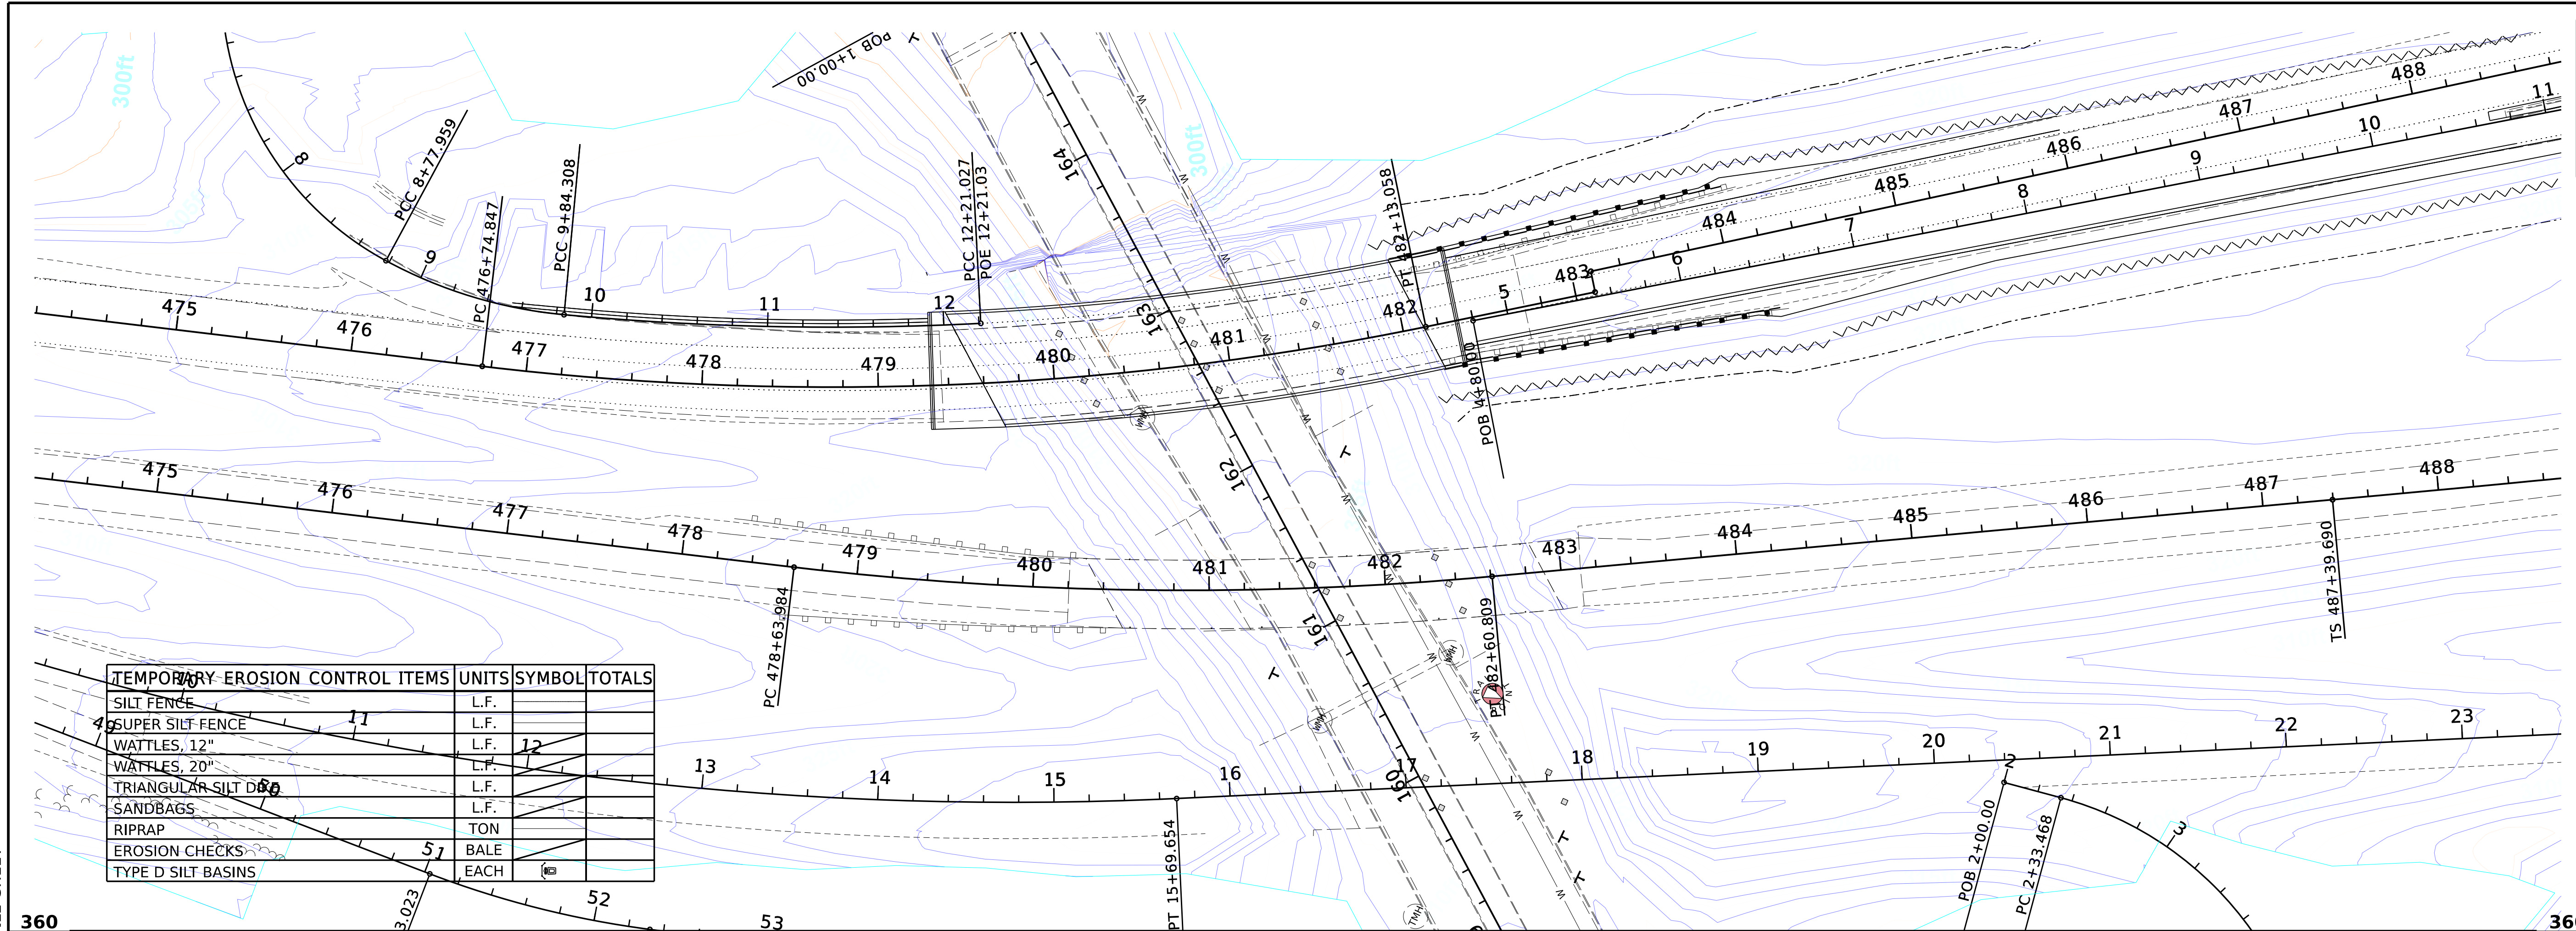 300ft
POB 1+00.00
T
W
164
300ft
488
11
487
10
486
9
485
8
484
7
483
6
5
482
8
PCC 8+77.959
9
PC 476+74.847
PCC 9+84.308
10
11
12
PCC 12+21.027
POE 12+21.03
163
PT 482+13.058
POB 4+80.00
475
476
477
478
479
480
481
W
W
W
W
W
162
T
W
475
476
477
478
479
480
481
482
483
484
485
486
487
488
PC 478+63.984
PT 482+60.809
TS 487+39.690
161
T
W
W
W
W
W
T
T
160
TMH
10
11
12
13
14
15
16
17
18
19
20
21
22
23
PT 15+69.654
2
3
POB 2+00.00
PC 2+33.468
49
50
51
52
53
3.023
TEMPORARY EROSION CONTROL ITEMS UNITS SYMBOL TOTALS
SILT FENCE L.F.
SUPER SILT FENCE L.F.
WATTLES, 12" L.F.
WATTLES, 20" L.F.
TRIANGULAR SILT DIKE L.F.
SANDBAGS L.F.
RIPRAP TON
EROSION CHECKS BALE
TYPE D SILT BASINS EACH
360
360